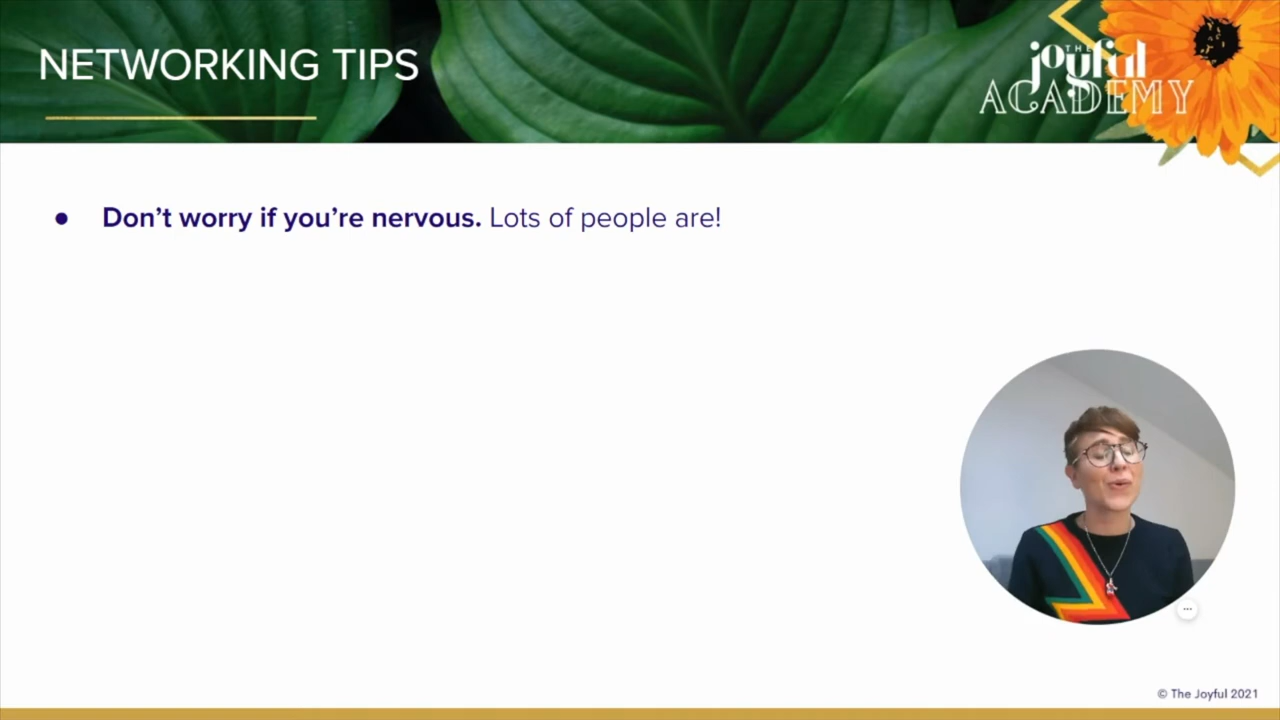 NETWORKING TIPS
THE
joyful
ACADEMY
● Don’t worry if you’re nervous. Lots of people are!
© The Joyful 2021